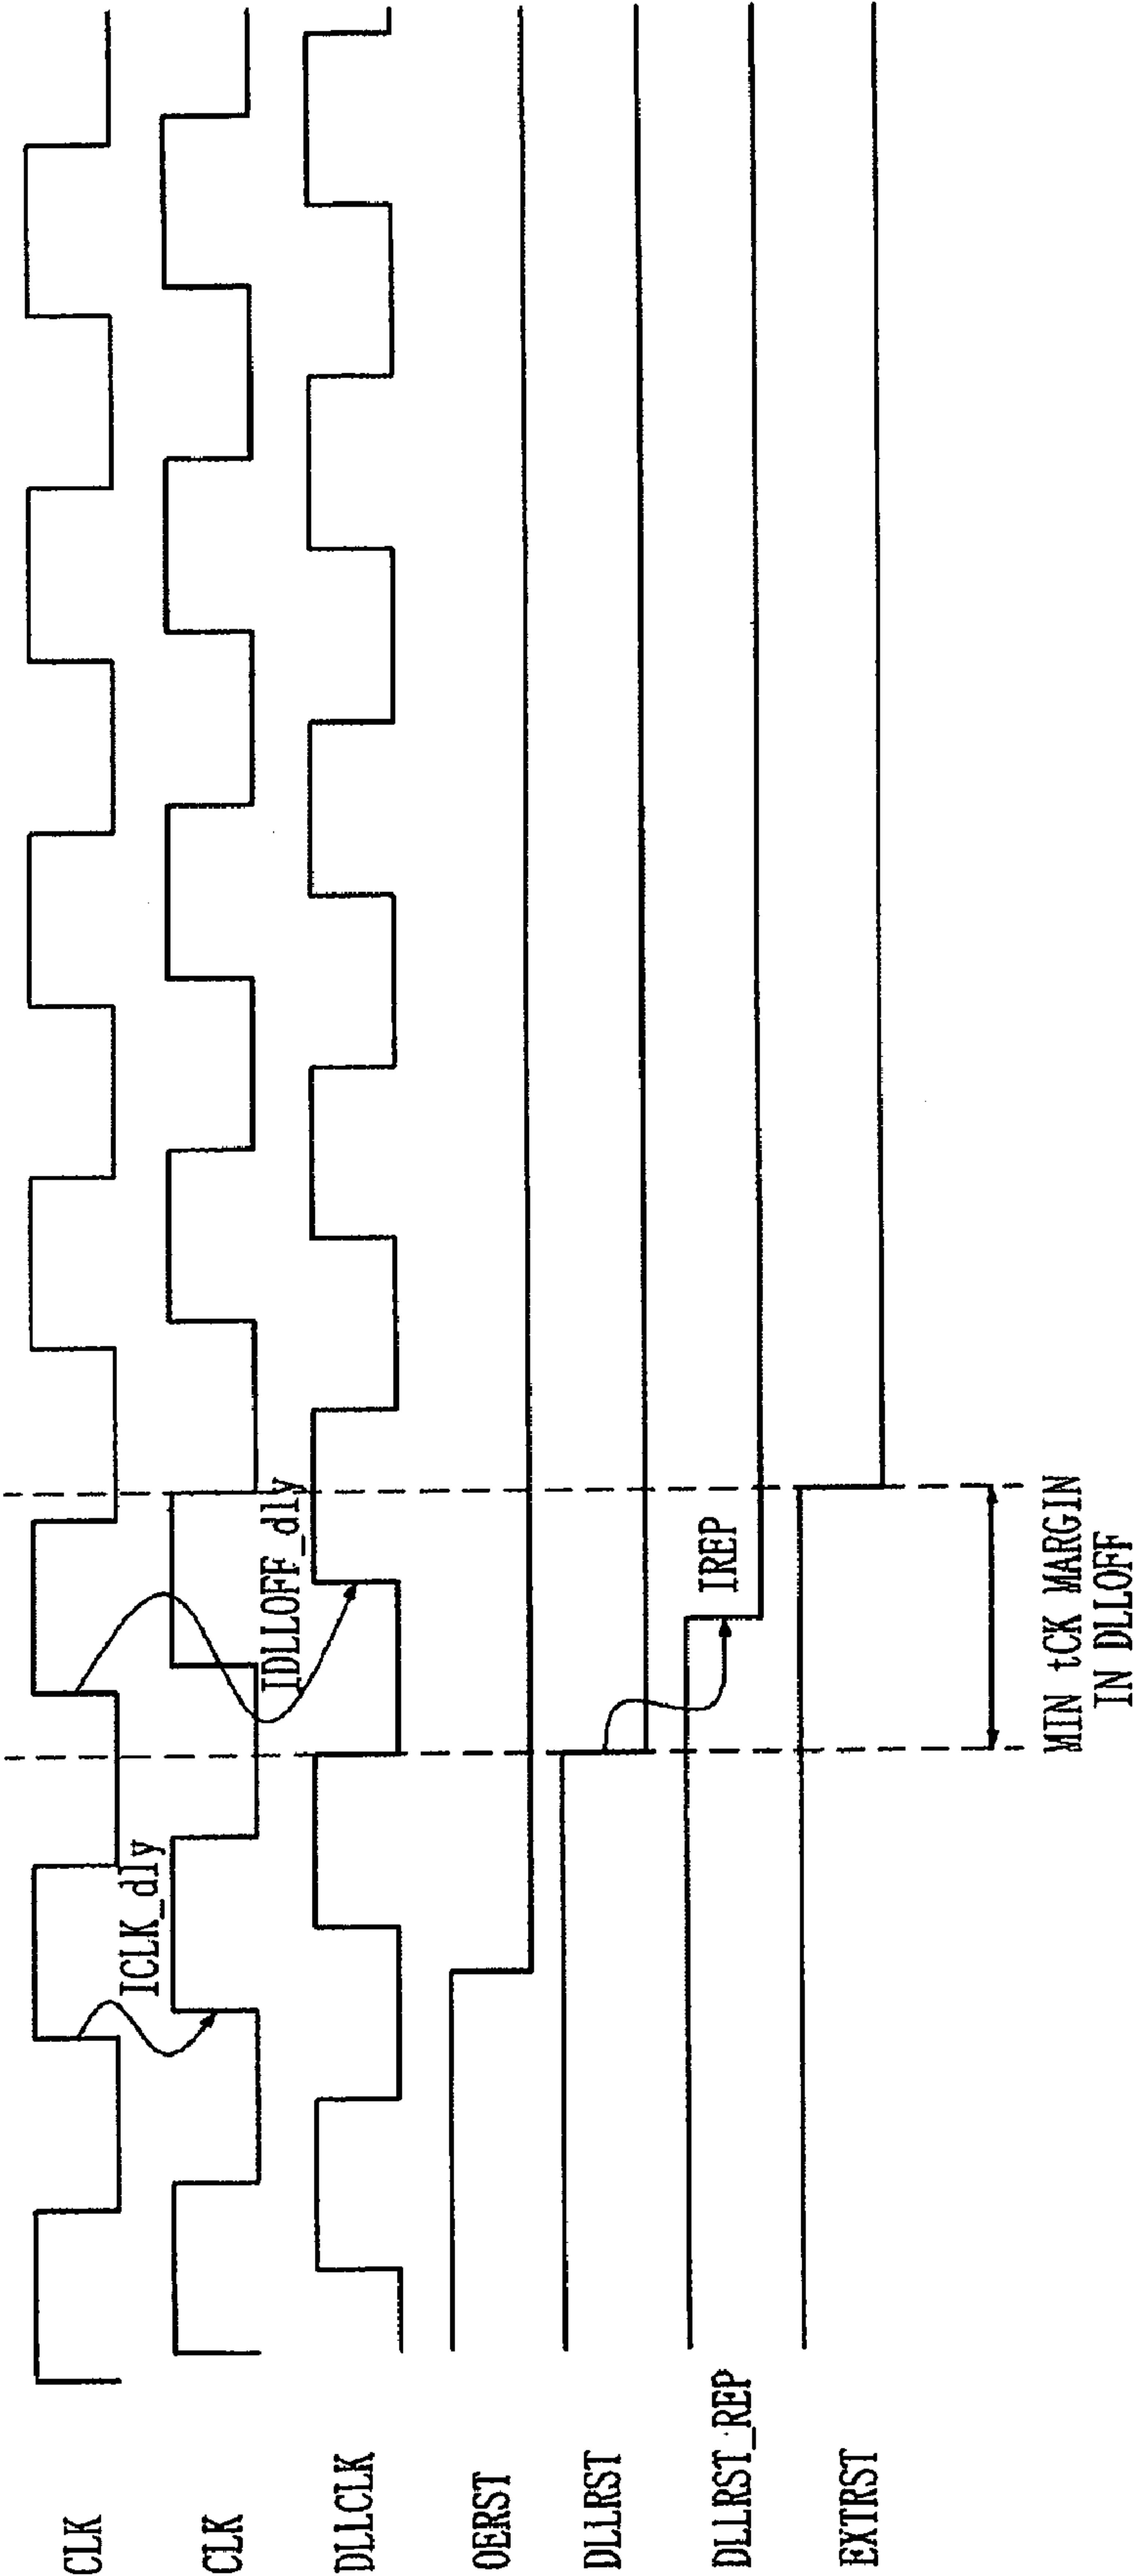 CLK
ICLK_dly
CLK
IDLLOFF_dly
DLLCLK
OERST
DLLRST
IREP
DLLRST_REP
EXTRST
MIN tCK MARGIN
IN DLLOFF